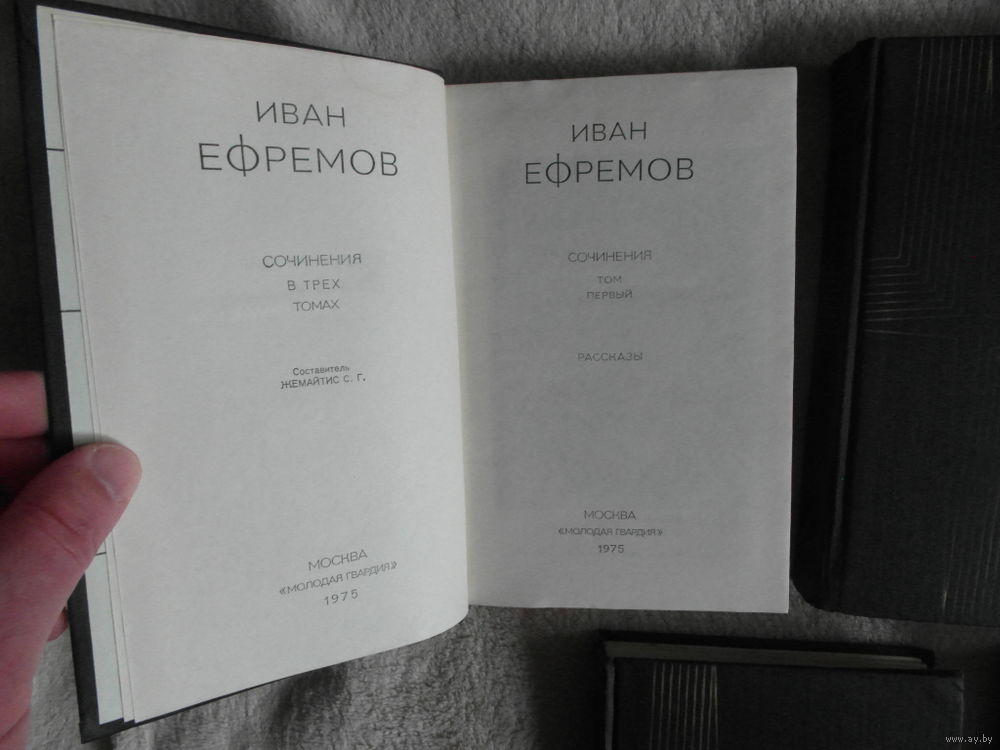 ИВАН
ЕФРЕМОВ
СОЧИНЕНИЯ
В ТРЕХ
ТОМАХ
Составитель
ЖЕМАЙТИС С. Г.
МОСКВА
«МОЛОДАЯ ГВАРДИЯ»
1975
ИВАН
ЕФРЕМОВ
СОЧИНЕНИЯ
ТОМ
ПЕРВЫЙ
РАССКАЗЫ
МОСКВА
«МОЛОДАЯ ГВАРДИЯ»
1975
www.ay.by